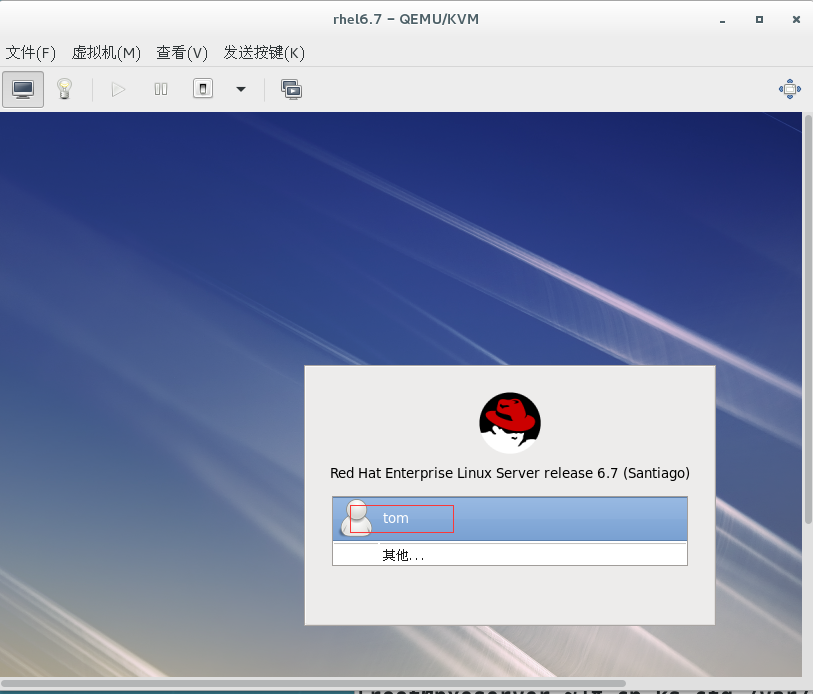 rhel6.7 – QEMU/KVM
文件(F) 虚拟机(M) 查看(V) 发送按键(K)
Red Hat Enterprise Linux Server release 6.7 (Santiago)
tom
其他...